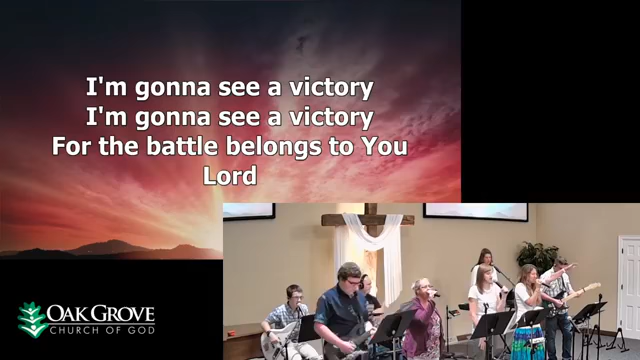 I'm gonna see a victory
I'm gonna see a victory
For the battle belongs to You
Lord
OAK GROVE
CHURCH OF GOD